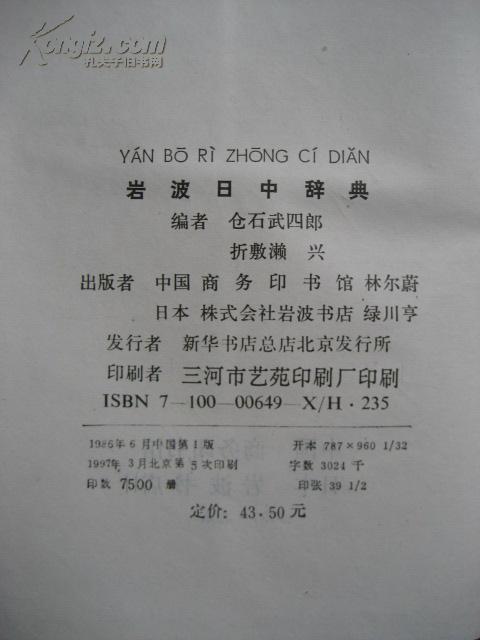 Kongfz.com
孔夫子旧书网
YÁN BŌ RÌ ZHŌNG CÍ DIǍN
岩波日中辞典
编者 仓石武四郎
折敷濑 兴
出版者 中国 商务印书馆 林尔蔚
日本 株式会社岩波书店 绿川亨
发行者 新华书店总店北京发行所
印刷者 三河市艺苑印刷厂印刷
ISBN 7-100-00649-X/H·235
1986年6月中国第1版 开本 787×960 1/32
1997年3月北京第5次印刷 字数 3024 千
印数 7500 册 印张 39 1/2
定价: 43.50元